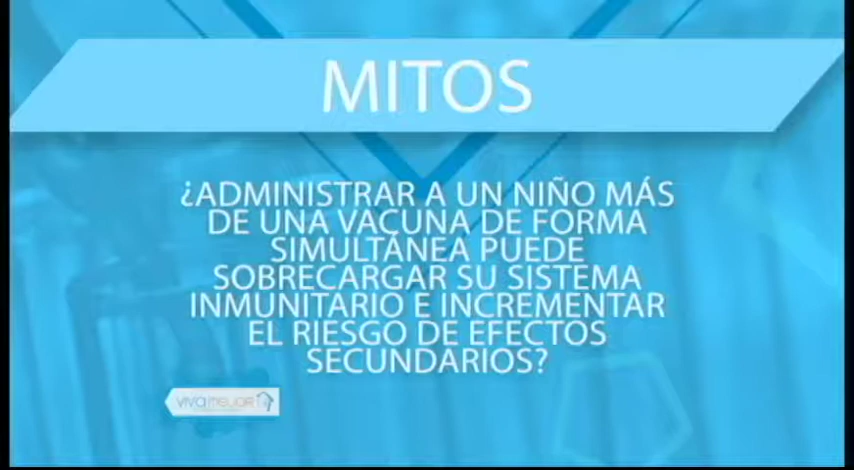 MITOS
¿ADMINISTRAR A UN NIÑO MÁS
DE UNA VACUNA DE FORMA
SIMULTÁNEA PUEDE
SOBRECARGAR SU SISTEMA
INMUNITARIO E INCREMENTAR
EL RIESGO DE EFECTOS
SECUNDARIOS?
VIVA MEJOR